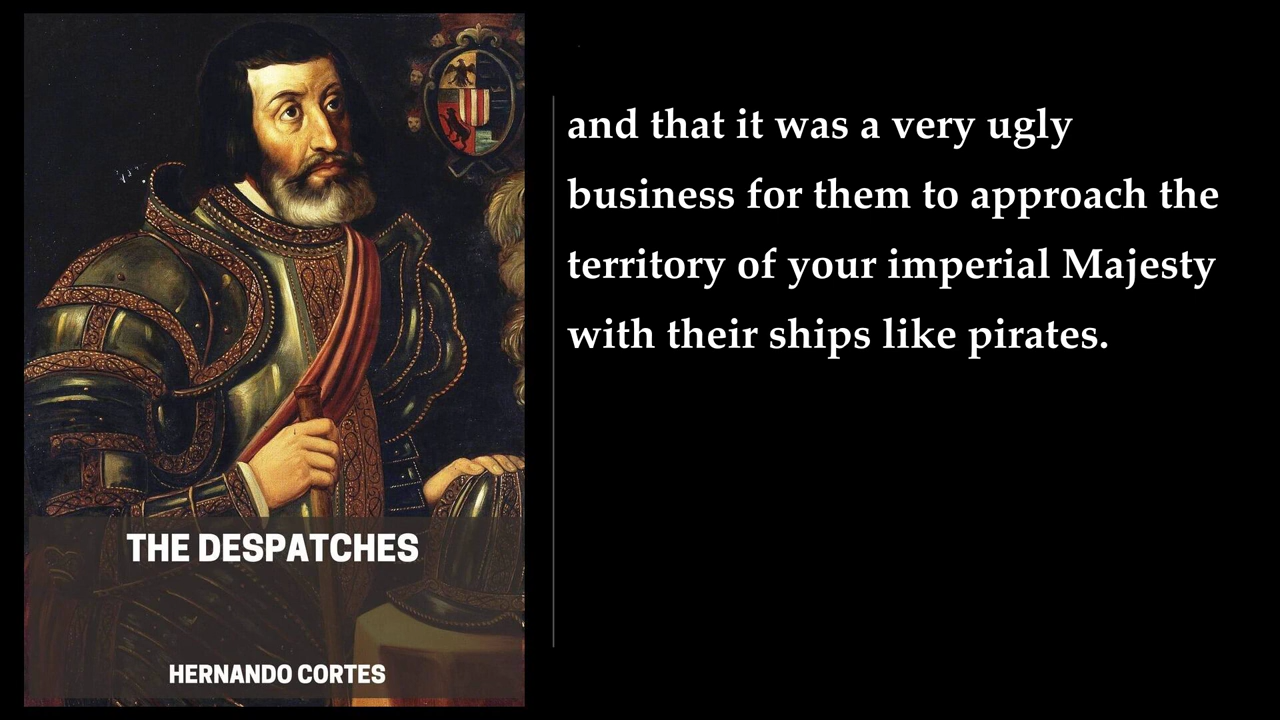 and that it was a very ugly
business for them to approach the
territory of your imperial Majesty
with their ships like pirates.
THE DESPATCHES
HERNANDO CORTES